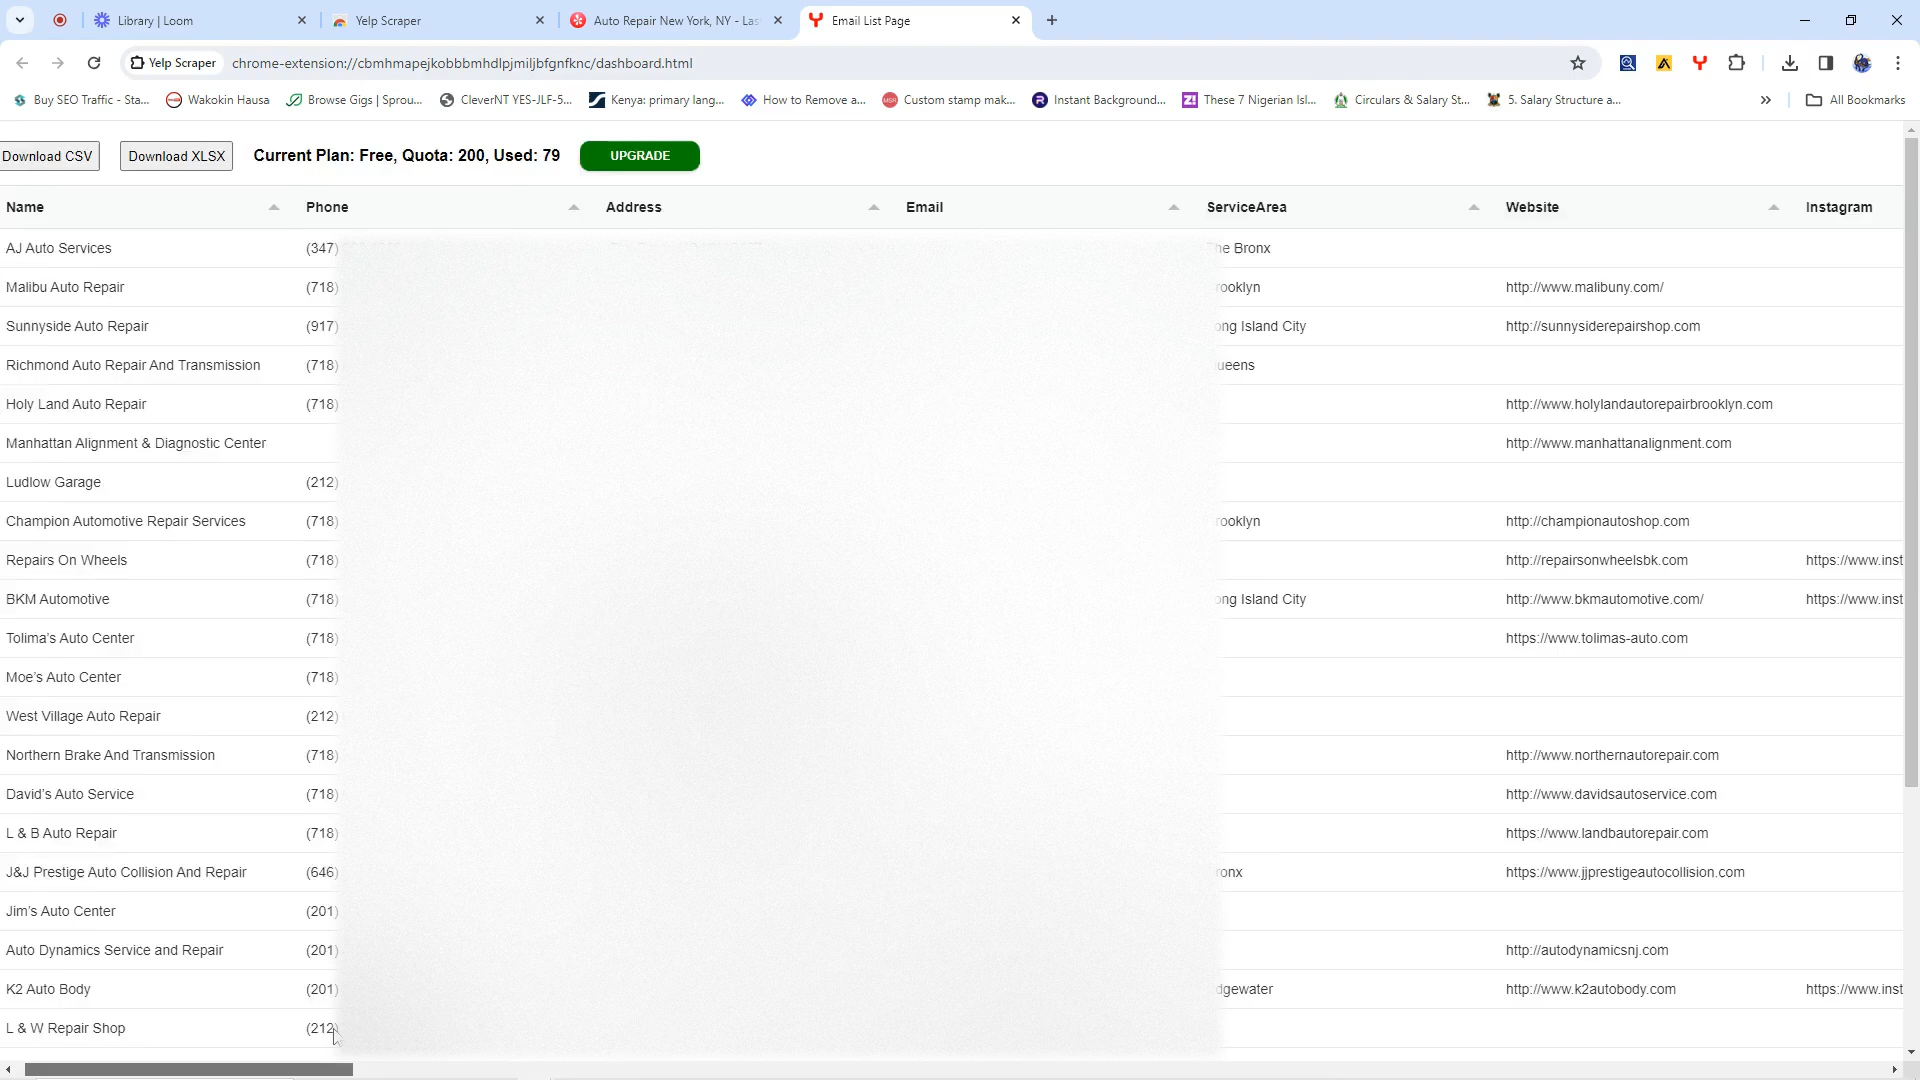 Library | Loom
Yelp Scraper
Auto Repair New York, NY - Las
Email List Page
Yelp Scraper
chrome-extension://cbmhmapejkobbbmhdlpjmiljbfgnfknc/dashboard.html
Buy SEO Traffic - Sta...
Wakokin Hausa
Browse Gigs | Sprou...
CleverNT YES-JLF-5...
Kenya: primary lang...
How to Remove a...
Custom stamp mak...
Instant Background...
These 7 Nigerian Isl...
Circulars & Salary St...
5. Salary Structure a...
All Bookmarks
Download CSV
Download XLSX
Current Plan: Free, Quota: 200, Used: 79
UPGRADE
Name Phone Address Email ServiceArea Website Instagram
AJ Auto Services (347) he Bronx
Malibu Auto Repair (718) rooklyn http://www.malibuny.com/
Sunnyside Auto Repair (917) ong Island City http://sunnysiderepairshop.com
Richmond Auto Repair And Transmission (718) ueens
Holy Land Auto Repair (718) http://www.holylandautorepairbrooklyn.com
Manhattan Alignment & Diagnostic Center http://www.manhattanalignment.com
Ludlow Garage (212)
Champion Automotive Repair Services (718) rooklyn http://championautoshop.com
Repairs On Wheels (718) http://repairsonwheelsbk.com https://www.inst
BKM Automotive (718) ong Island City http://www.bkmautomotive.com/ https://www.inst
Tolima's Auto Center (718) https://www.tolimas-auto.com
Moe's Auto Center (718)
West Village Auto Repair (212)
Northern Brake And Transmission (718) http://www.northernautorepair.com
David's Auto Service (718) http://www.davidsautoservice.com
L & B Auto Repair (718) https://www.landbautorepair.com
J&J Prestige Auto Collision And Repair (646) ronx https://www.jjprestigeautocollision.com
Jim's Auto Center (201)
Auto Dynamics Service and Repair (201) http://autodynamicsnj.com
K2 Auto Body (201) dgewater http://www.k2autobody.com https://www.inst
L & W Repair Shop (212)